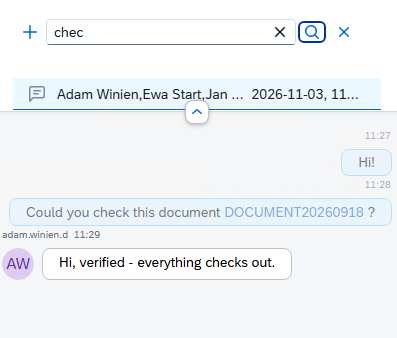 chec
Adam Winien,Ewa Start,Jan ... 2026-11-03, 11...
11:27
Hi!
11:28
Could you check this document DOCUMENT20260918 ?
adam.winien.d 11:29
AW
Hi, verified - everything checks out.